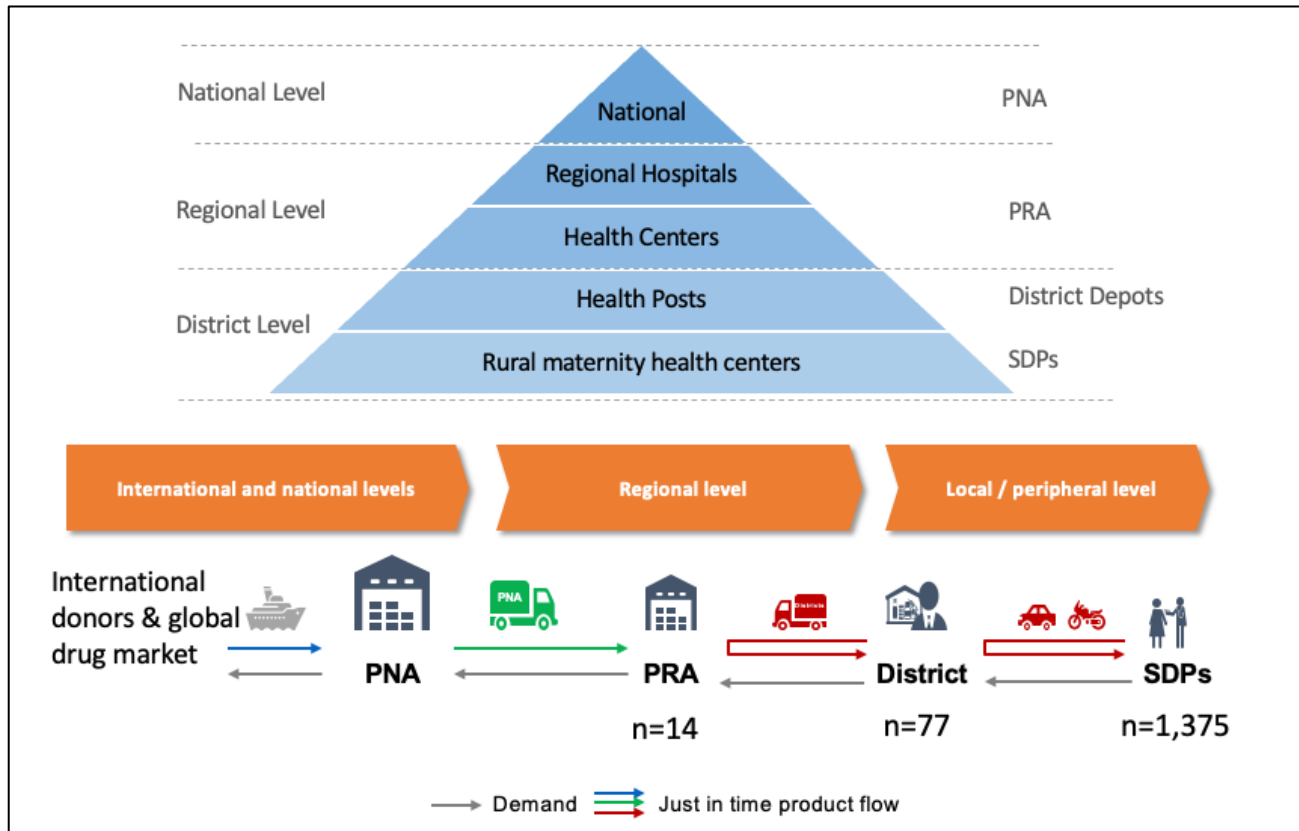 National Level
National
PNA
Regional Hospitals
Regional Level
PRA
Health Centers
Health Posts
District Depots
District Level
Rural maternity health centers
SDPs
International and national levels
Regional level
Local / peripheral level
International
donors & global
drug market
PNA
Districts
PNA
PRA
District
SDPs
n=14
n=77
n=1,375
Demand
Just in time product flow